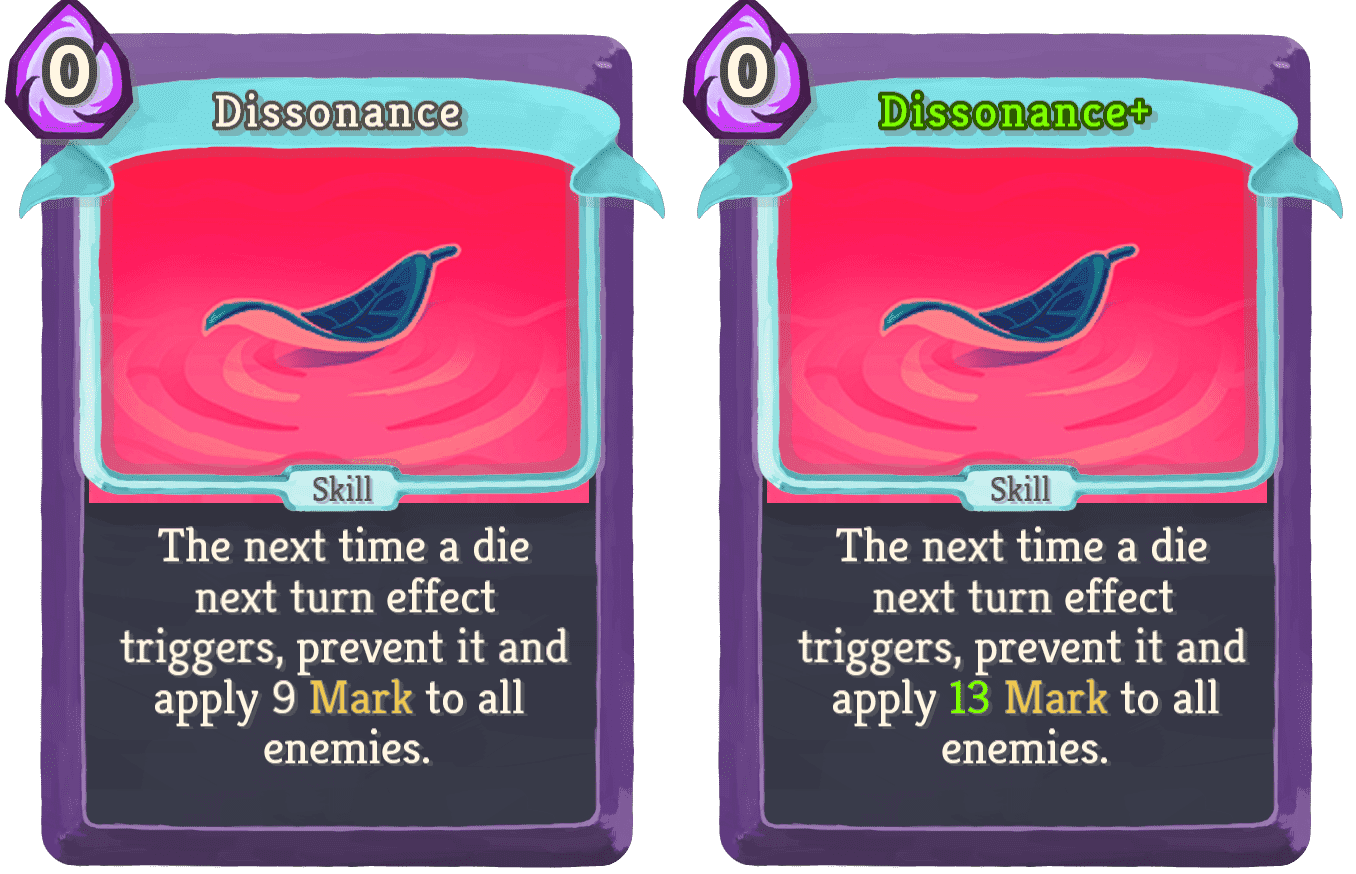 0
Dissonance
Skill
The next time a die
next turn effect
triggers, prevent it and
apply 9 Mark to all
enemies.
0
Dissonance+
Skill
The next time a die
next turn effect
triggers, prevent it and
apply 13 Mark to all
enemies.